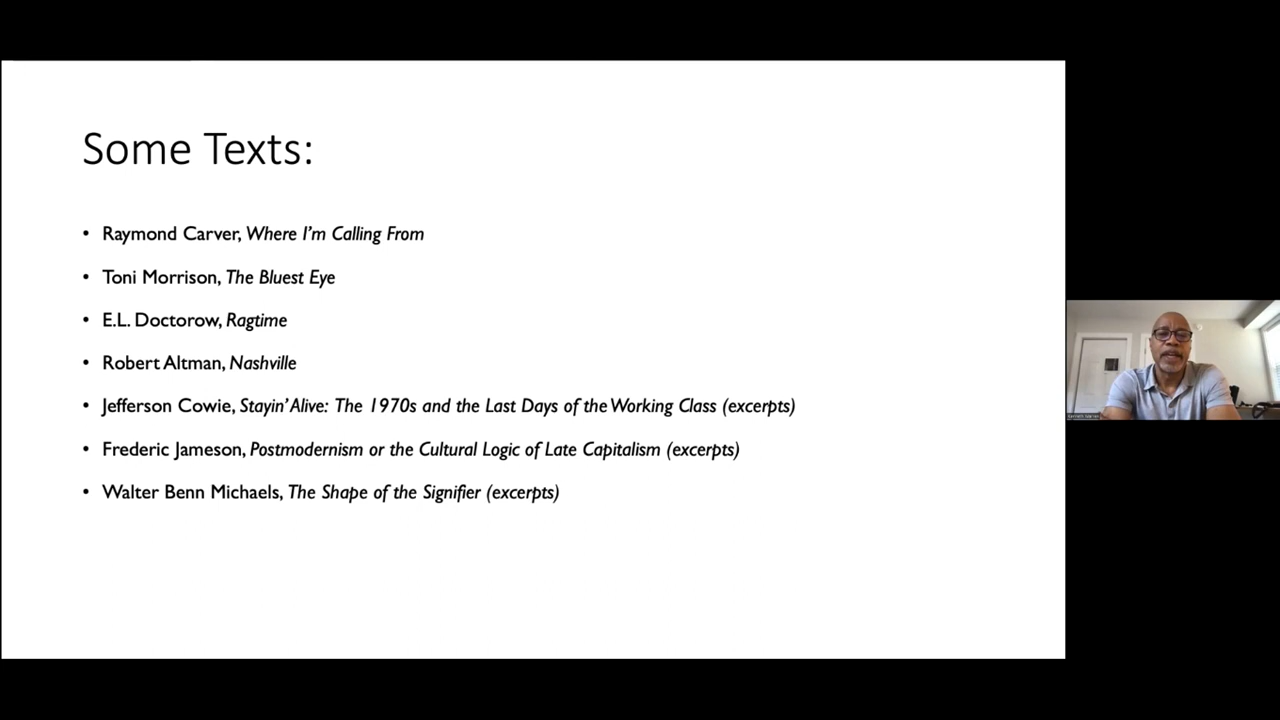 Some Texts:
• Raymond Carver, Where I'm Calling From
• Toni Morrison, The Bluest Eye
• E.L. Doctorow, Ragtime
• Robert Altman, Nashville
• Jefferson Cowie, Stayin' Alive: The 1970s and the Last Days of the Working Class (excerpts)
• Frederic Jameson, Postmodernism or the Cultural Logic of Late Capitalism (excerpts)
• Walter Benn Michaels, The Shape of the Signifier (excerpts)